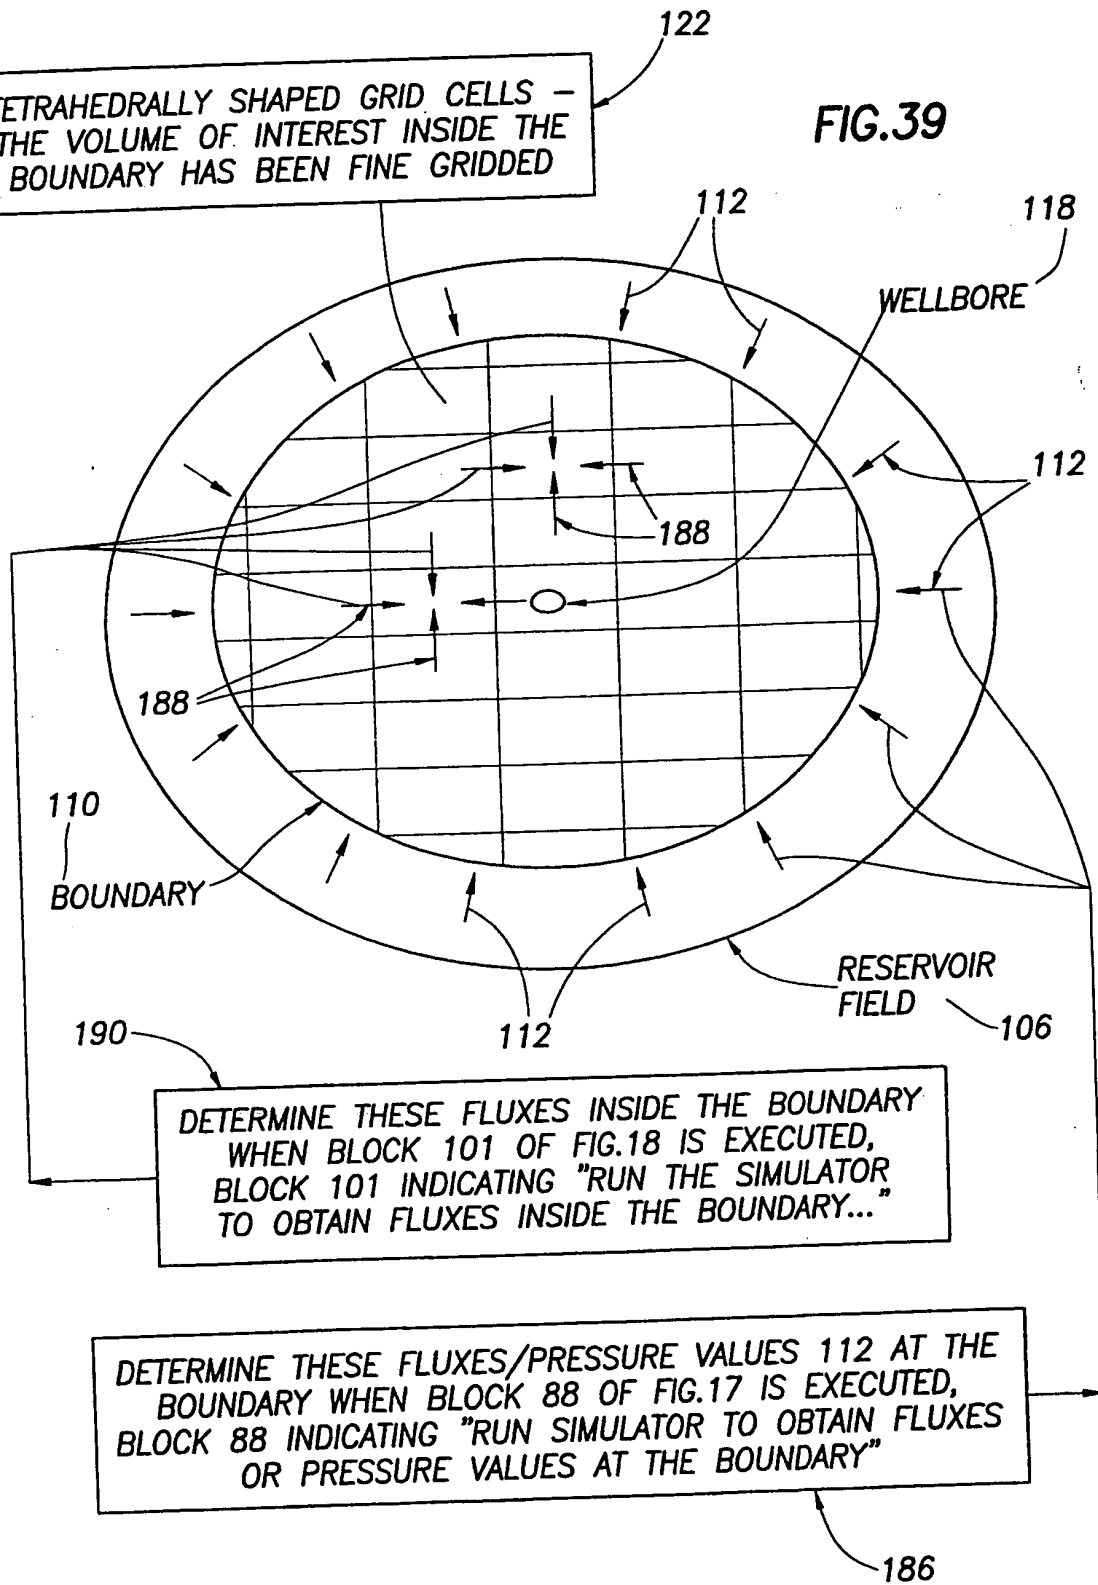 122
ETRAHEDRALLY SHAPED GRID CELLS –
THE VOLUME OF INTEREST INSIDE THE
BOUNDARY HAS BEEN FINE GRIDDED
FIG.39
112
118
WELLBORE
112
188
188
110
BOUNDARY
RESERVOIR
FIELD
106
112
190
DETERMINE THESE FLUXES INSIDE THE BOUNDARY
WHEN BLOCK 101 OF FIG.18 IS EXECUTED,
BLOCK 101 INDICATING "RUN THE SIMULATOR
TO OBTAIN FLUXES INSIDE THE BOUNDARY..."
DETERMINE THESE FLUXES/PRESSURE VALUES 112 AT THE
BOUNDARY WHEN BLOCK 88 OF FIG.17 IS EXECUTED,
BLOCK 88 INDICATING "RUN SIMULATOR TO OBTAIN FLUXES
OR PRESSURE VALUES AT THE BOUNDARY"
186